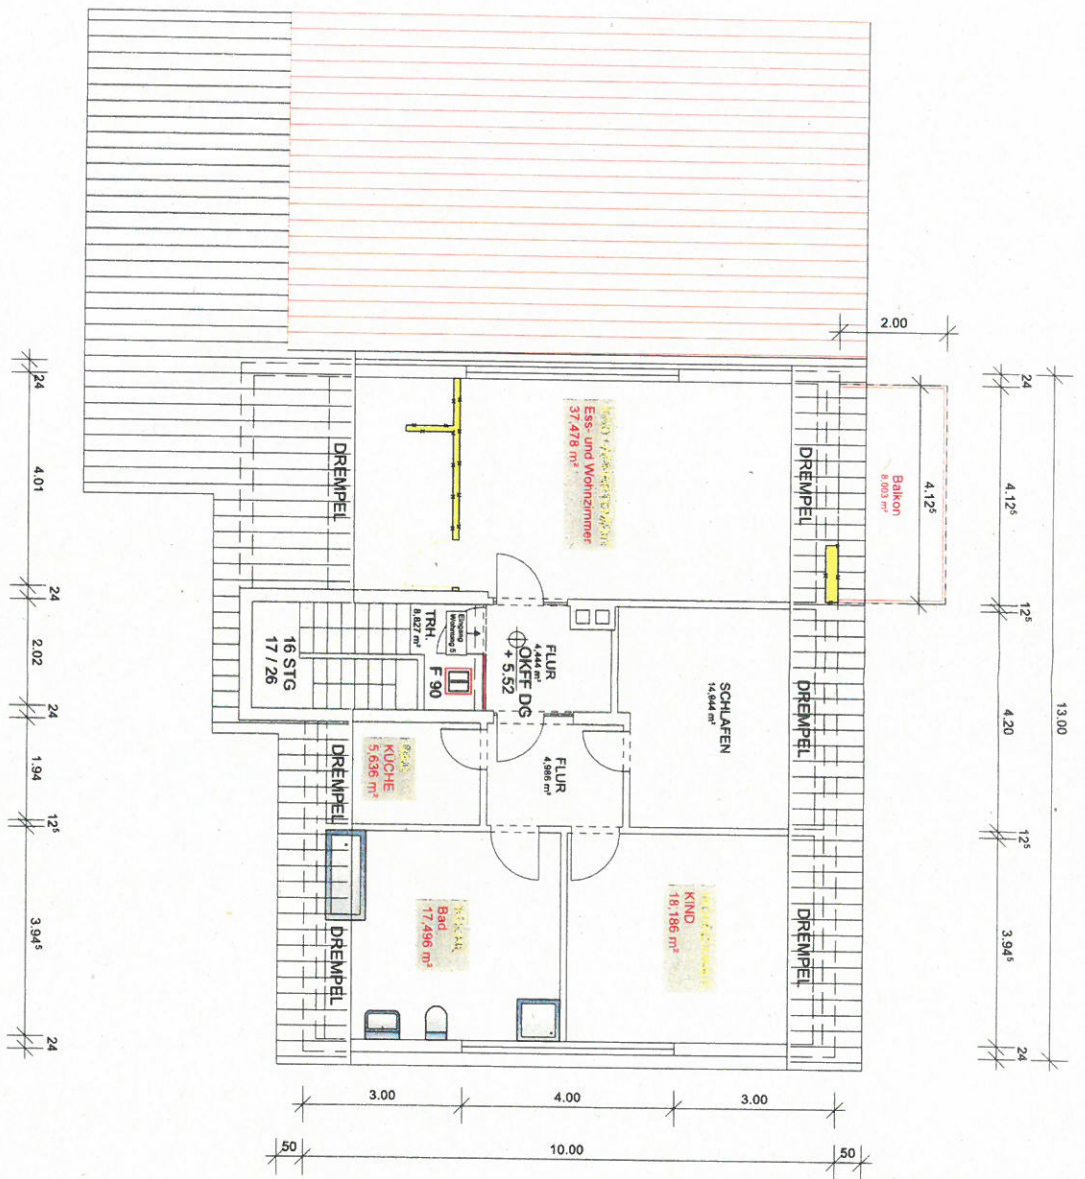 2.00
24
4.12⁵
12⁵
4.20
12⁵
3.94⁵
24
13.00
4.12⁵
Balkon
8,003 m²
DREMPEL
DREMPEL
DREMPEL
Ess- und Wohnzimmer
37,478 m²
SCHLAFEN
14,944 m²
KIND
18,186 m²
FLUR
4,444 m²
OKFF DG
+ 5.52
FLUR
4,986 m²
Eingang
Wohnung 5
TRH.
8,827 m²
F 90
16 STG
17 / 26
KÜCHE
5,636 m²
Bad
17,496 m²
DREMPEL
DREMPEL
DREMPEL
24
4.01
24
2.02
24
1.94
12⁵
3.94⁵
24
3.00
4.00
3.00
50
10.00
50